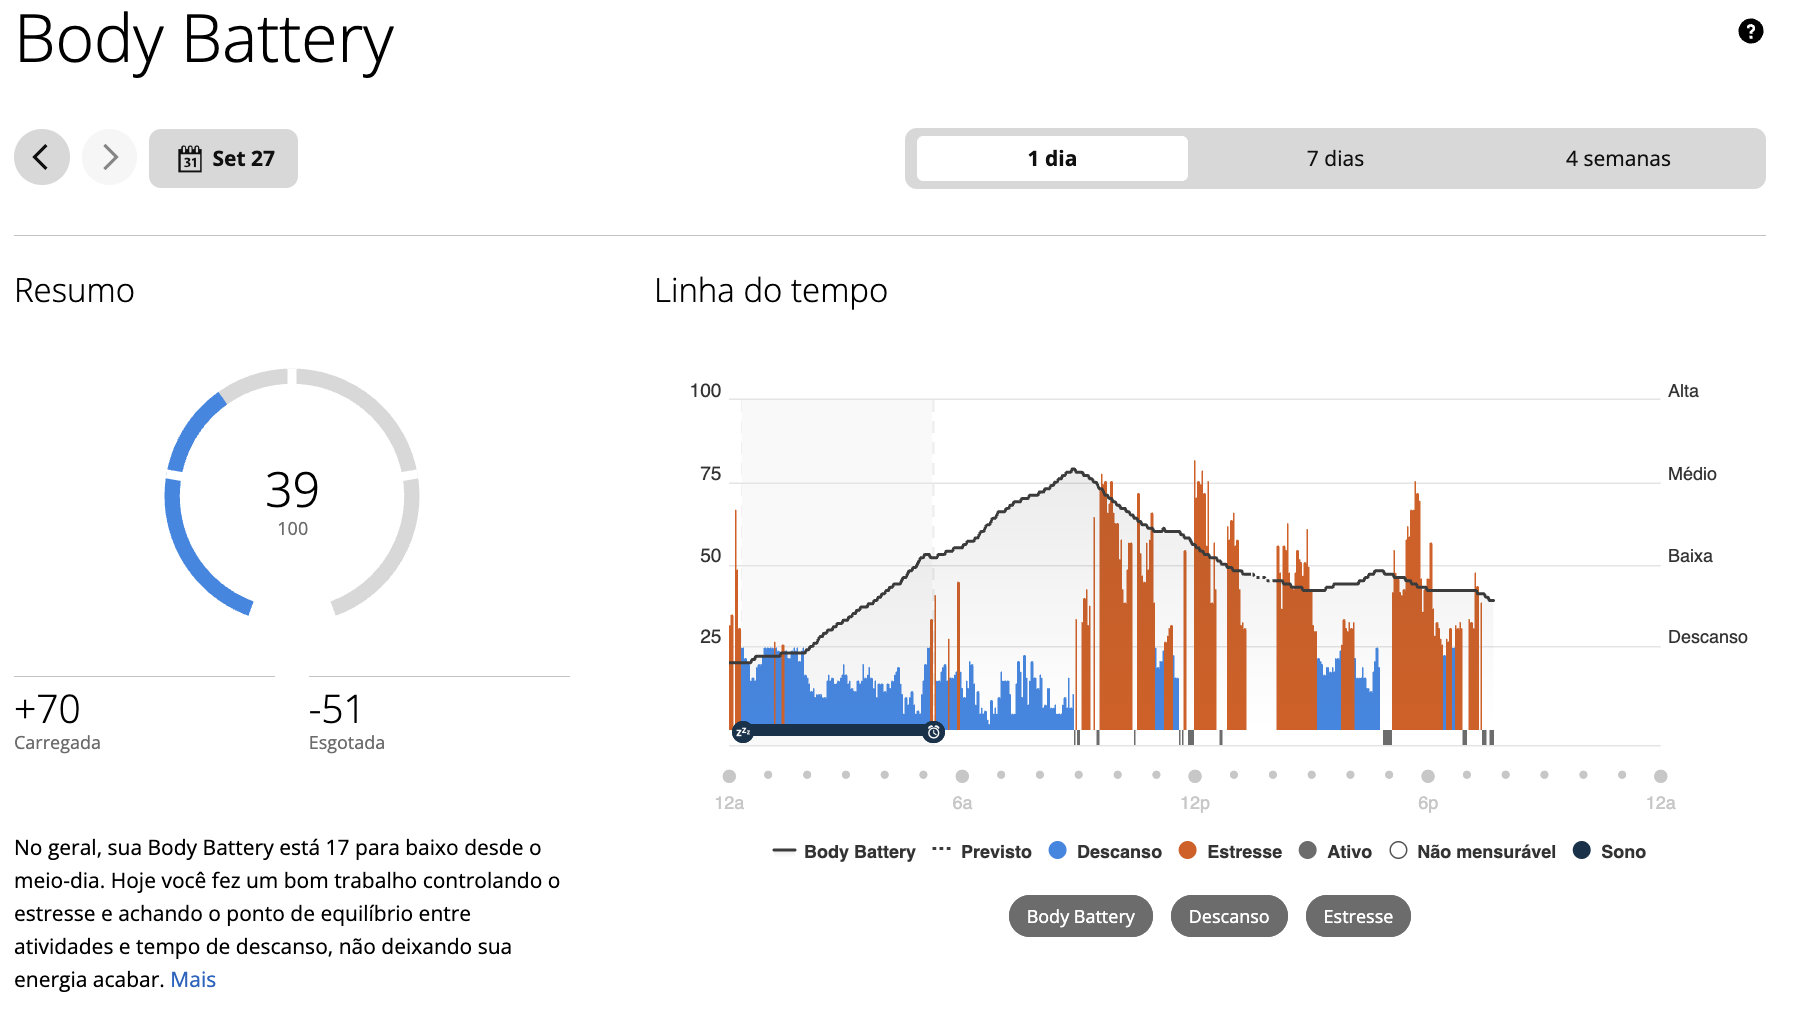 Body Battery
?
31 Set 27
1 dia 7 dias 4 semanas
Resumo
39
100
+70
Carregada
-51
Esgotada
No geral, sua Body Battery está 17 para baixo desde o
meio-dia. Hoje você fez um bom trabalho controlando o
estresse e achando o ponto de equilíbrio entre
atividades e tempo de descanso, não deixando sua
energia acabar. Mais
Linha do tempo
100 Alta
75 Médio
50 Baixa
25 Descanso
zzz
12a 6a 12p 6p 12a
Body Battery Previsto Descanso Estresse Ativo Não mensurável Sono
Body Battery Descanso Estresse